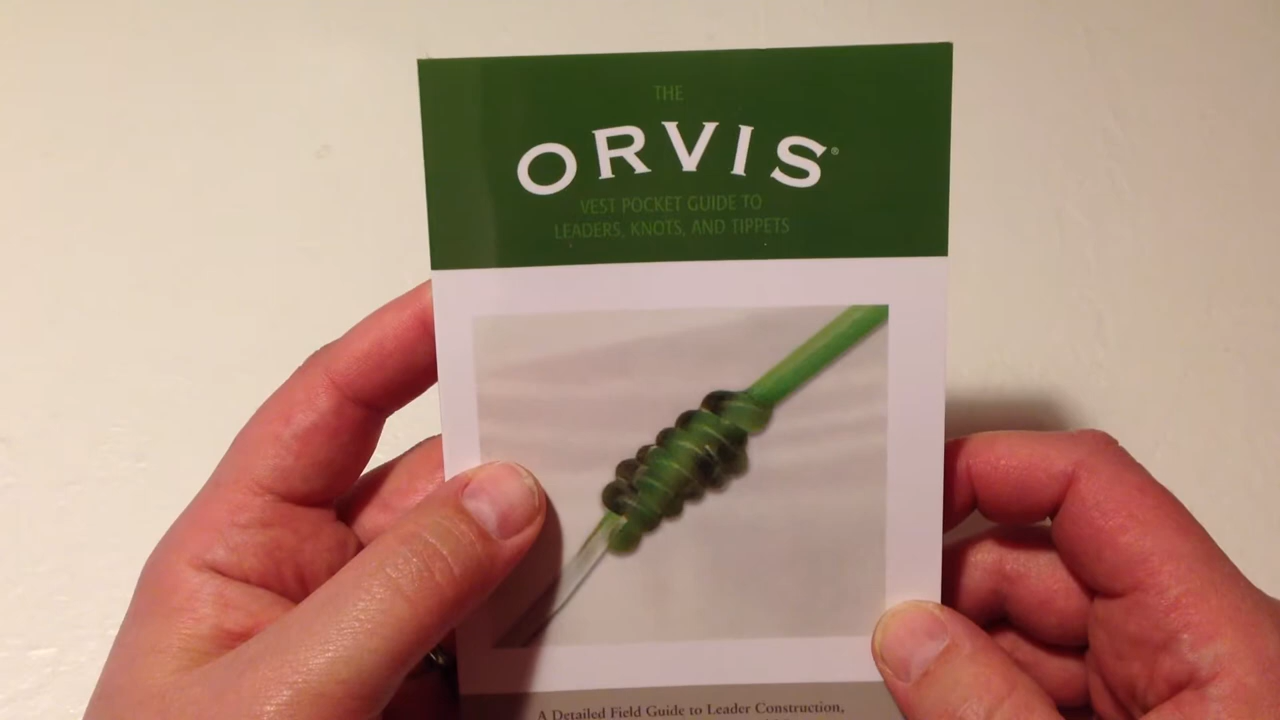 THE
ORVIS®
VEST POCKET GUIDE TO
LEADERS, KNOTS, AND TIPPETS
A Detailed Field Guide to Leader Construction,